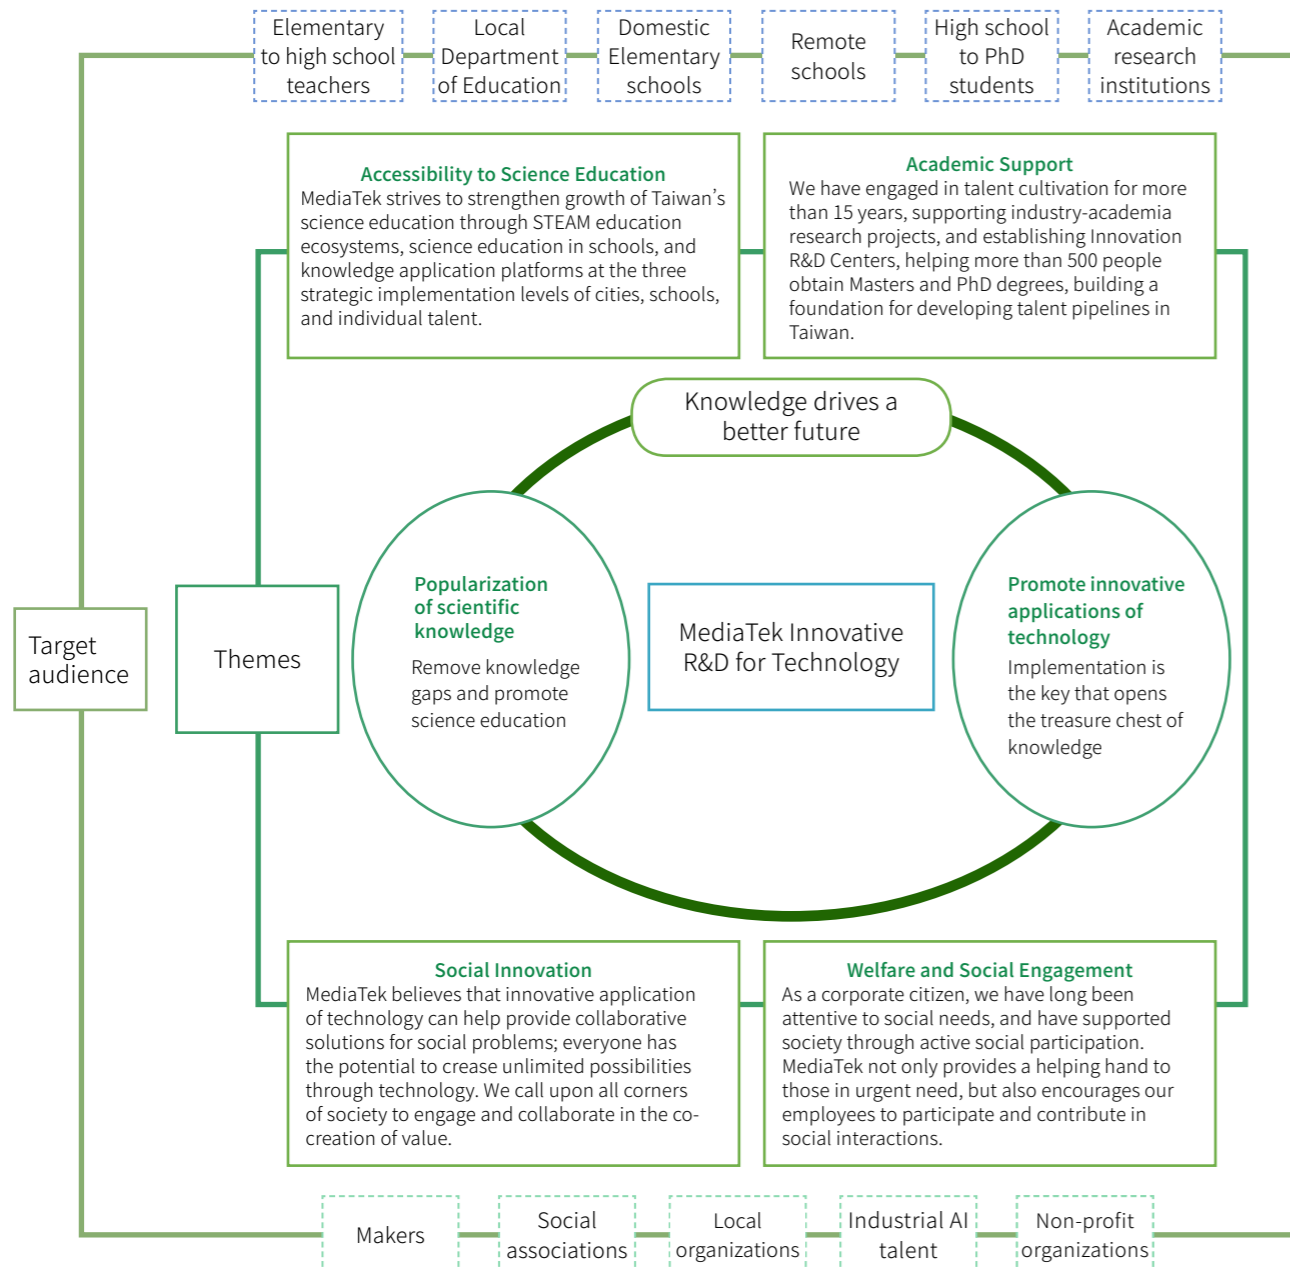 Elementary
to high school
teachers
Local
Department
of Education
Domestic
Elementary
schools
Remote
schools
High school
to PhD
students
Academic
research
institutions
Accessibility to Science Education
MediaTek strives to strengthen growth of Taiwan’s
science education through STEAM education
ecosystems, science education in schools, and
knowledge application platforms at the three
strategic implementation levels of cities, schools,
and individual talent.
Academic Support
We have engaged in talent cultivation for more
than 15 years, supporting industry-academia
research projects, and establishing Innovation
R&D Centers, helping more than 500 people
obtain Masters and PhD degrees, building a
foundation for developing talent pipelines in
Taiwan.
Knowledge drives a
better future
Target
audience
Themes
Popularization
of scientific
knowledge
Remove knowledge
gaps and promote
science education
MediaTek Innovative
R&D for Technology
Promote innovative
applications of
technology
Implementation is
the key that opens
the treasure chest of
knowledge
Social Innovation
MediaTek believes that innovative application
of technology can help provide collaborative
solutions for social problems; everyone has
the potential to crease unlimited possibilities
through technology. We call upon all corners
of society to engage and collaborate in the co-
creation of value.
Welfare and Social Engagement
As a corporate citizen, we have long been
attentive to social needs, and have supported
society through active social participation.
MediaTek not only provides a helping hand to
those in urgent need, but also encourages our
employees to participate and contribute in
social interactions.
Makers
Social
associations
Local
organizations
Industrial AI
talent
Non-profit
organizations